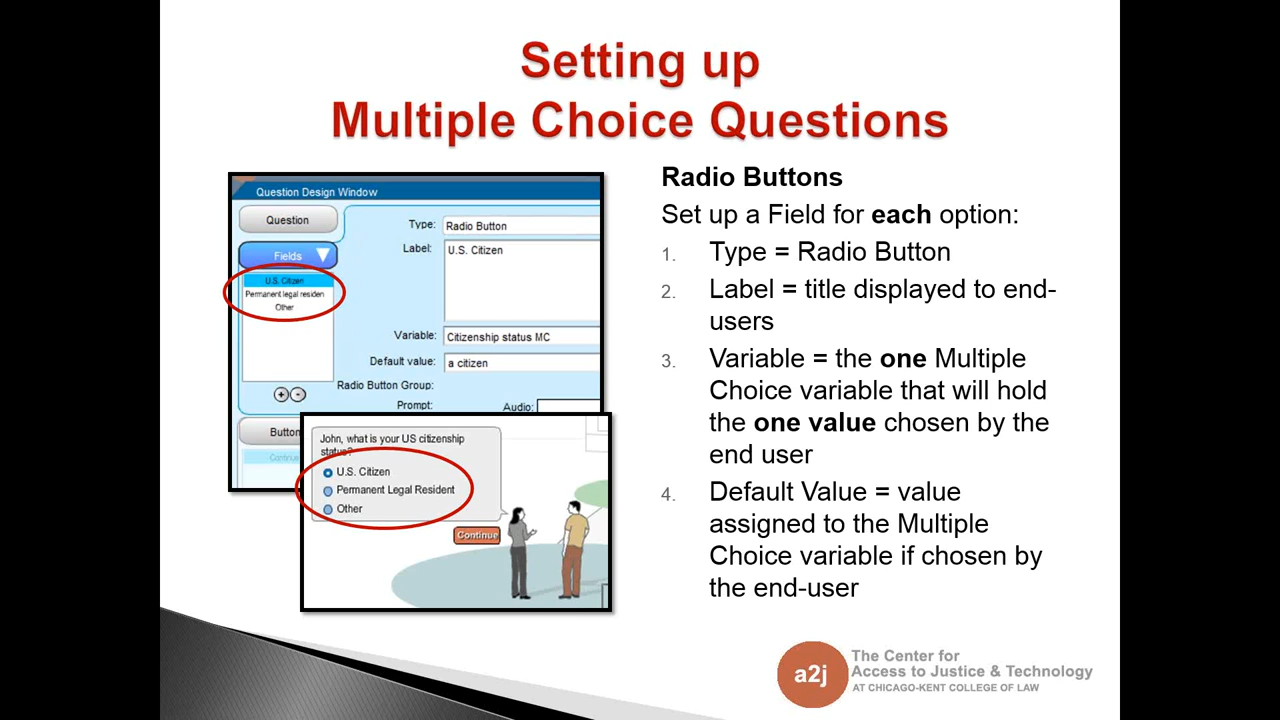 Setting up
Multiple Choice Questions
Question Design Window
Question
Fields
U.S. Citizen
Permanent legal residen
Other
Type: Radio Button
Label: U.S. Citizen
Variable: Citizenship status MC
Default value: a citizen
Radio Button Group:
Prompt:
Audio:
Button
Continue
John, what is your US citizenship
status?
U.S. Citizen
Permanent Legal Resident
Other
Continue
Radio Buttons
Set up a Field for each option:
1. Type = Radio Button
2. Label = title displayed to end-
users
3. Variable = the one Multiple
Choice variable that will hold
the one value chosen by the
end user
4. Default Value = value
assigned to the Multiple
Choice variable if chosen by
the end-user
a2j
The Center for
Access to Justice & Technology
AT CHICAGO-KENT COLLEGE OF LAW